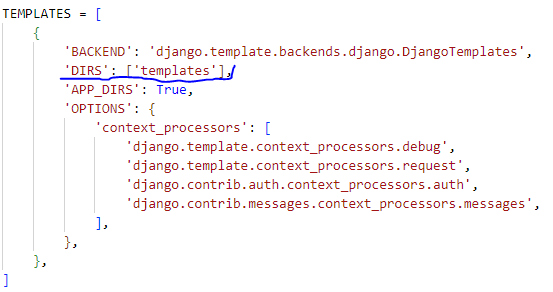 TEMPLATES = [
    {
        'BACKEND': 'django.template.backends.django.DjangoTemplates',
        'DIRS': ['templates'],
        'APP_DIRS': True,
        'OPTIONS': {
            'context_processors': [
                'django.template.context_processors.debug',
                'django.template.context_processors.request',
                'django.contrib.auth.context_processors.auth',
                'django.contrib.messages.context_processors.messages',
            ],
        },
    },
]